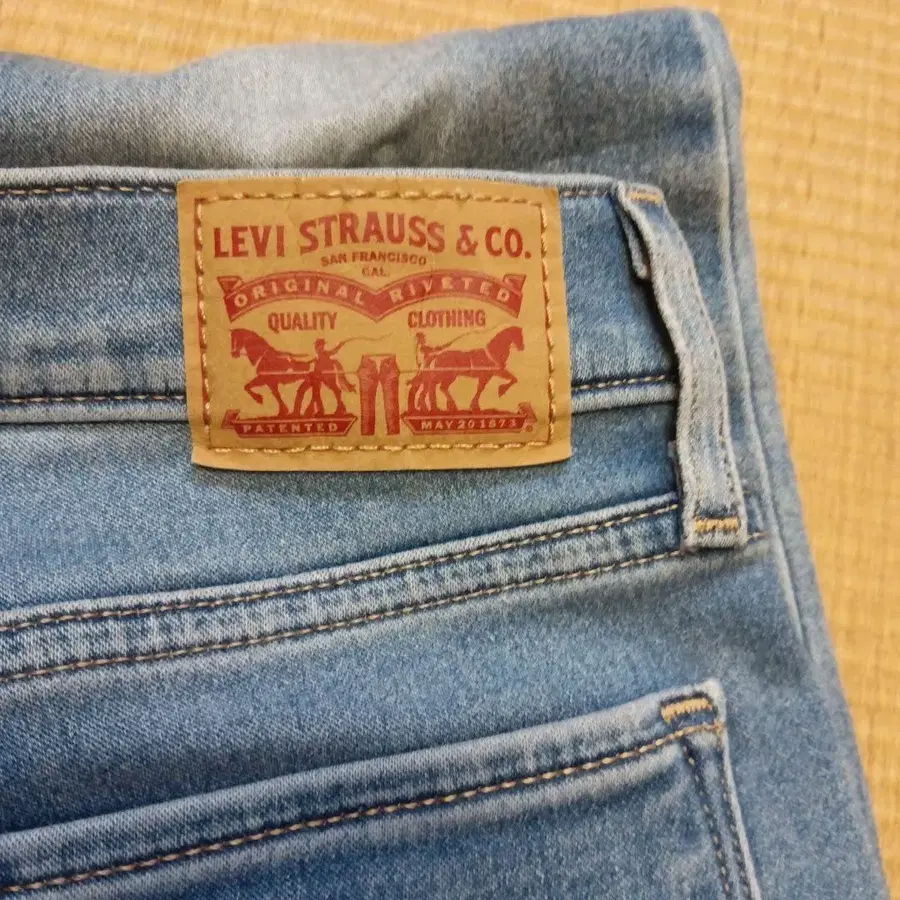 LEVI STRAUSS & CO.
SAN FRANCISCO
CAL.
ORIGINAL RIVETED
QUALITY CLOTHING
PATENTED MAY 20 1873
®